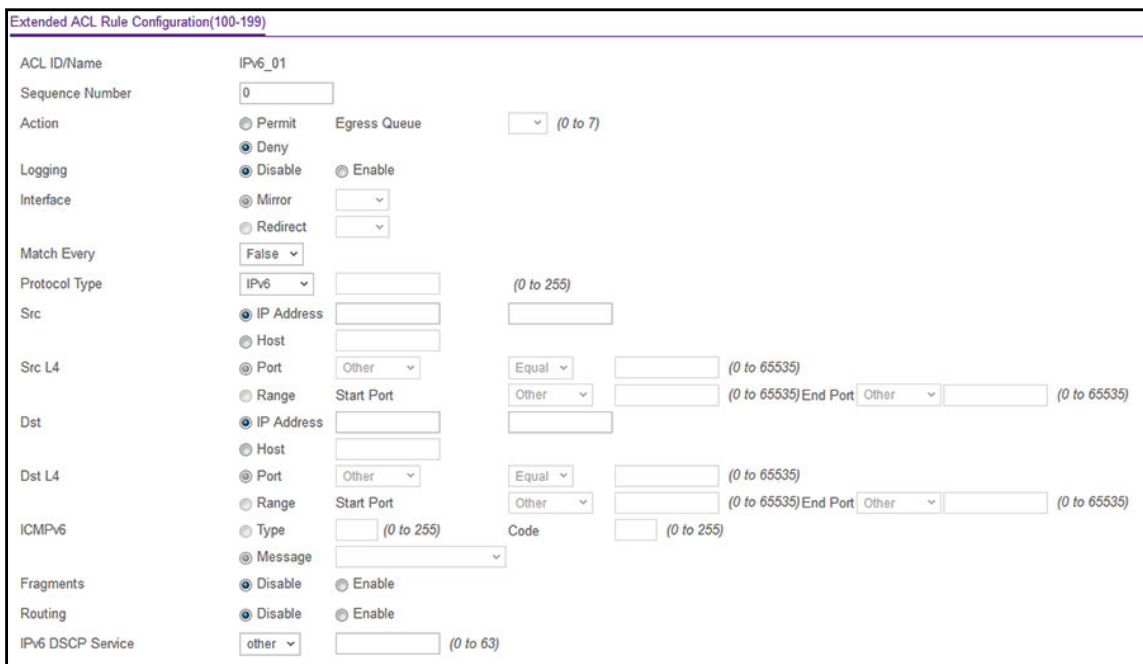 Extended ACL Rule Configuration(100-199)
ACL ID/Name IPv6_01
Sequence Number 0
Action Permit Egress Queue (0 to 7)
Deny
Logging Disable Enable
Interface Mirror
Redirect
Match Every False
Protocol Type IPv6 (0 to 255)
Src IP Address
Host
Src L4 Port Other Equal (0 to 65535)
Range Start Port Other (0 to 65535) End Port Other (0 to 65535)
Dst IP Address
Host
Dst L4 Port Other Equal (0 to 65535)
Range Start Port Other (0 to 65535) End Port Other (0 to 65535)
ICMPv6 Type (0 to 255) Code (0 to 255)
Message
Fragments Disable Enable
Routing Disable Enable
IPv6 DSCP Service other (0 to 63)